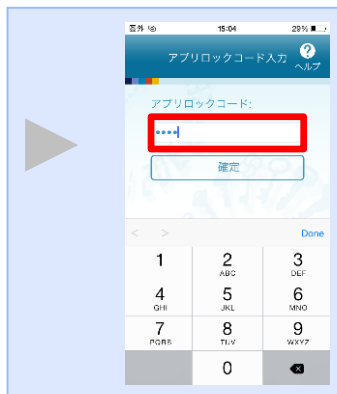 圏外 15:04 29%
アプリロックコード入力 ?
ヘルプ
アプリロックコード:
••••
確定
< > Done
1 2 3
ABC DEF
4 5 6
GHI JKL MNO
7 8 9
PQRS TUV WXYZ
0